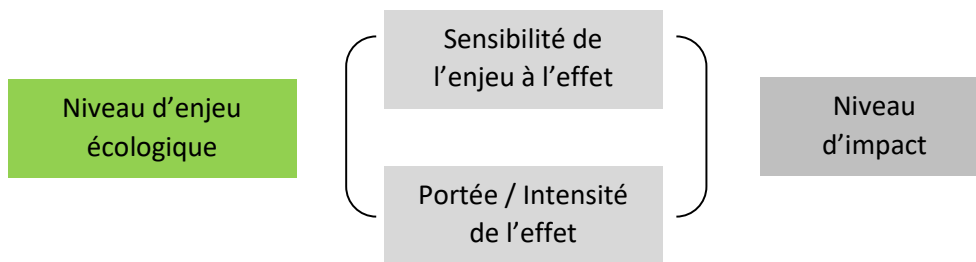 Niveau d’enjeu
écologique
Sensibilité de
l’enjeu à l’effet
Portée / Intensité
de l’effet
Niveau
d’impact